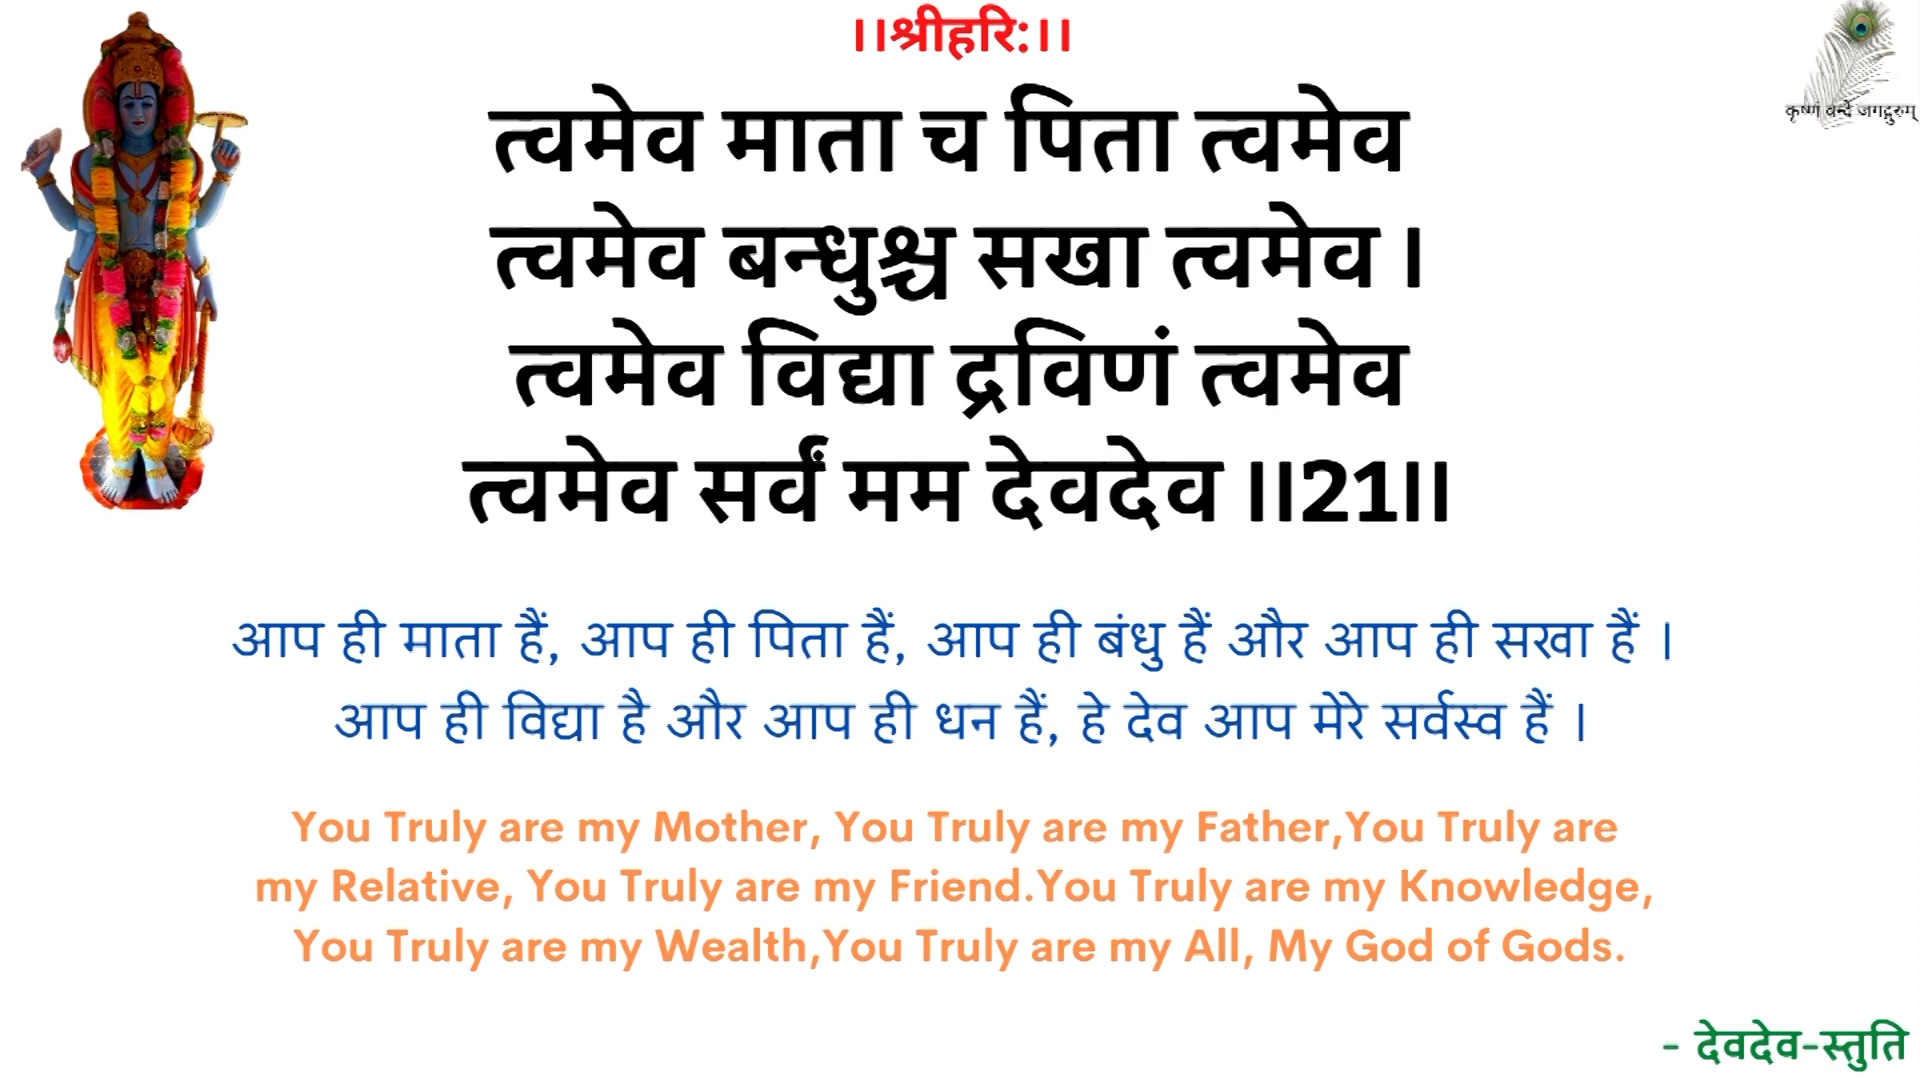 ।।श्रीहरि:।।
कृष्णं वन्दे जगद्गुरुम्
त्वमेव माता च पिता त्वमेव
त्वमेव बन्धुश्च सखा त्वमेव ।
त्वमेव विद्या द्रविणं त्वमेव
त्वमेव सर्वं मम देवदेव ।।21।।
आप ही माता हैं, आप ही पिता हैं, आप ही बंधु हैं और आप ही सखा हैं ।
आप ही विद्या है और आप ही धन हैं, हे देव आप मेरे सर्वस्व हैं ।
You Truly are my Mother, You Truly are my Father,You Truly are
my Relative, You Truly are my Friend.You Truly are my Knowledge,
You Truly are my Wealth,You Truly are my All, My God of Gods.
- देवदेव-स्तुति